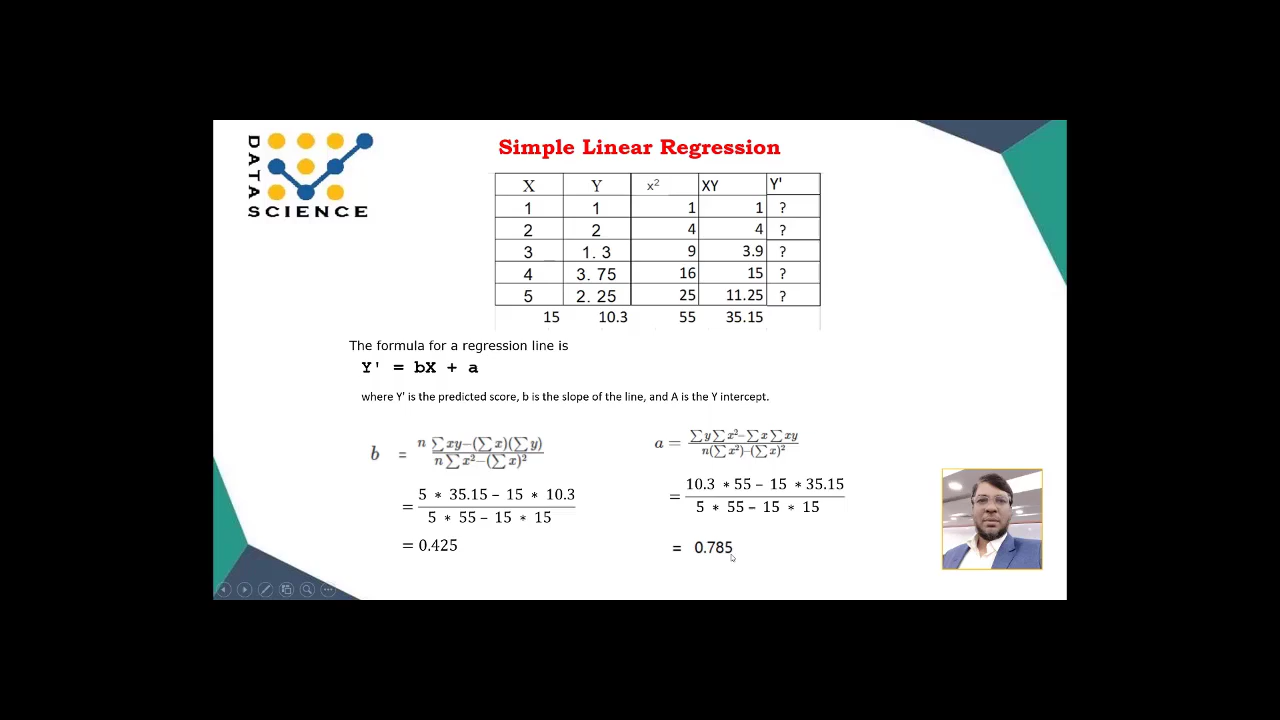 DATA
SCIENCE
Simple Linear Regression
X Y x² XY Y'
1 1 1 1 ?
2 2 4 4 ?
3 1. 3 9 3.9 ?
4 3. 75 16 15 ?
5 2. 25 25 11.25 ?
15 10.3 55 35.15
The formula for a regression line is
Y' = bX + a
where Y' is the predicted score, b is the slope of the line, and A is the Y intercept.
b = n ∑ xy−(∑ x)(∑ y) / n ∑ x²−(∑ x)²
= 5 * 35.15 − 15 * 10.3 / 5 * 55 − 15 * 15
= 0.425
a = ∑ y ∑ x²−∑ x ∑ xy / n(∑ x²)−(∑ x)²
= 10.3 * 55 − 15 * 35.15 / 5 * 55 − 15 * 15
= 0.785